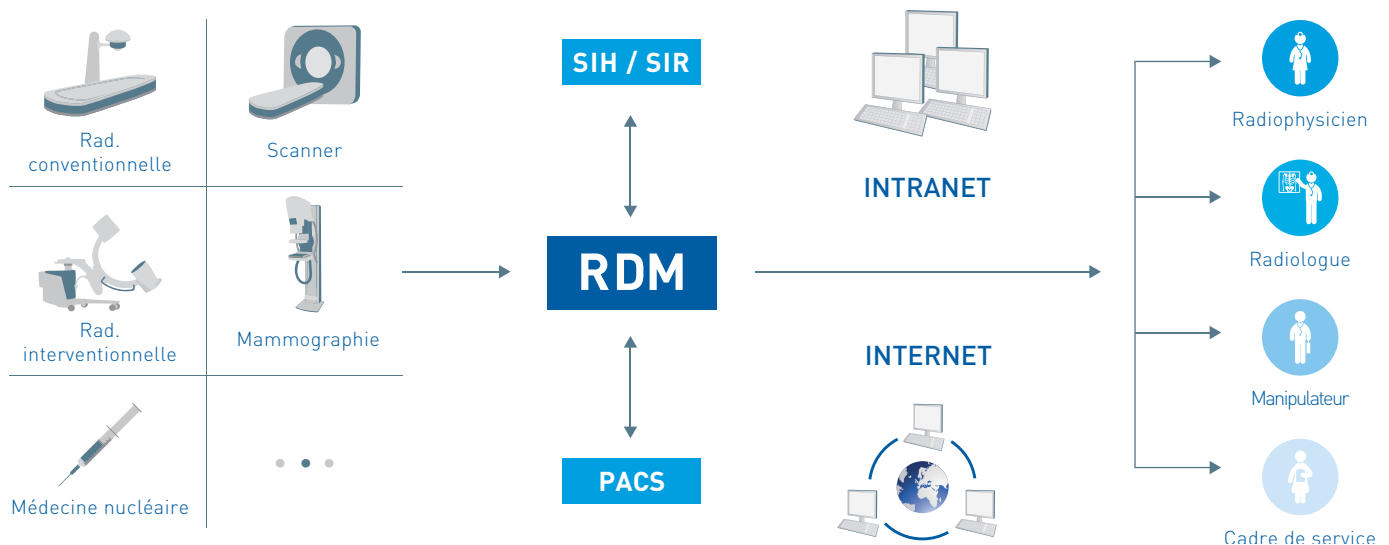 Rad.
conventionnelle
Scanner
Rad.
interventionnelle
Mammographie
Médecine nucléaire
SIH / SIR
RDM
PACS
INTRANET
INTERNET
Radiophysicien
Radiologue
Manipulateur
Cadre de service